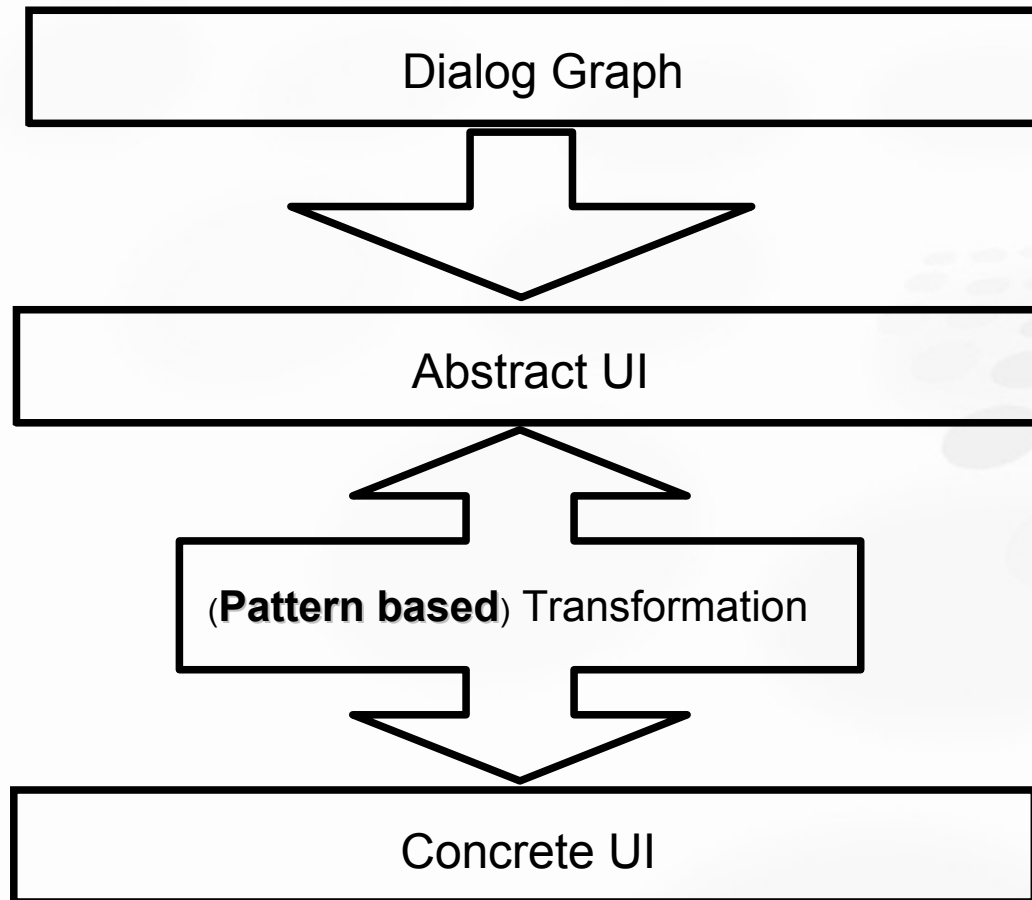 Dialog Graph
Abstract UI
(Pattern based) Transformation
Concrete UI